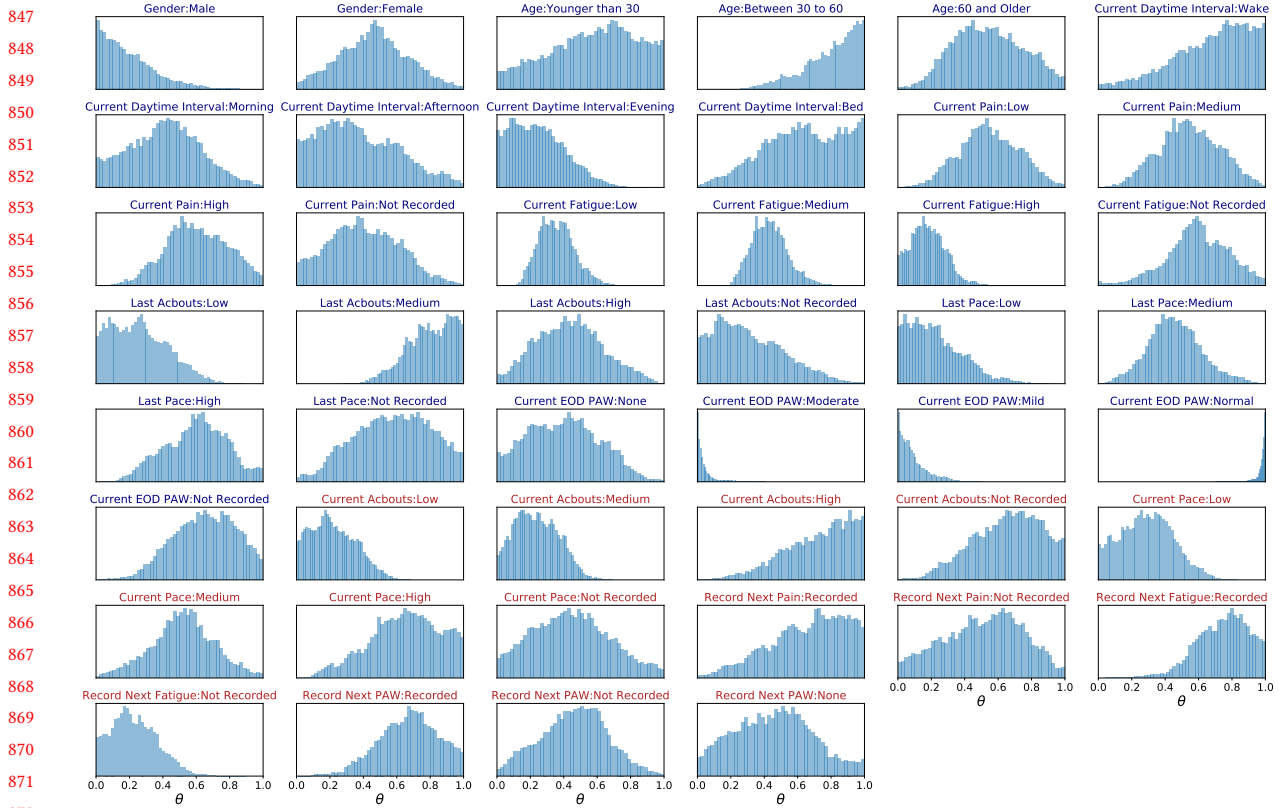 847 Gender:Male Gender:Female Age:Younger than 30 Age:Between 30 to 60 Age:60 and Older Current Daytime Interval:Wake
848
849
850 Current Daytime Interval:Morning Current Daytime Interval:Afternoon Current Daytime Interval:Evening Current Daytime Interval:Bed Current Pain:Low Current Pain:Medium
851
852
853 Current Pain:High Current Pain:Not Recorded Current Fatigue:Low Current Fatigue:Medium Current Fatigue:High Current Fatigue:Not Recorded
854
855
856 Last Acbouts:Low Last Acbouts:Medium Last Acbouts:High Last Acbouts:Not Recorded Last Pace:Low Last Pace:Medium
857
858
859 Last Pace:High Last Pace:Not Recorded Current EOD PAW:None Current EOD PAW:Moderate Current EOD PAW:Mild Current EOD PAW:Normal
860
861
862 Current EOD PAW:Not Recorded Current Acbouts:Low Current Acbouts:Medium Current Acbouts:High Current Acbouts:Not Recorded Current Pace:Low
863
864
865 Current Pace:Medium Current Pace:High Current Pace:Not Recorded Record Next Pain:Recorded Record Next Pain:Not Recorded Record Next Fatigue:Recorded
866
867
868 0.0 0.2 0.4 0.6 0.8 1.0 0.0 0.2 0.4 0.6 0.8 1.0
Record Next Fatigue:Not Recorded Record Next PAW:Recorded Record Next PAW:Not Recorded Record Next PAW:None θ θ
869
870
871
0.0 0.2 0.4 0.6 0.8 1.0 0.0 0.2 0.4 0.6 0.8 1.0 0.0 0.2 0.4 0.6 0.8 1.0 0.0 0.2 0.4 0.6 0.8 1.0
θ θ θ θ